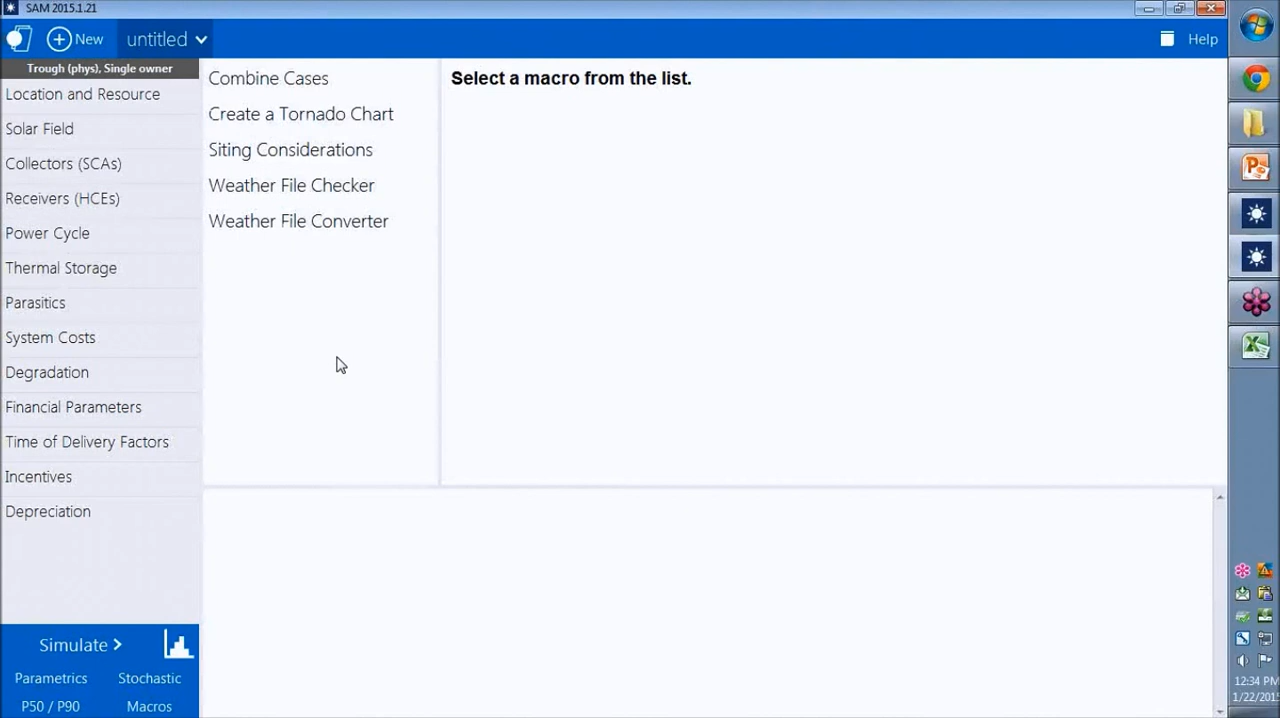 SAM 2015.1.21
New
untitled
Help
Trough (phys), Single owner
Location and Resource
Solar Field
Collectors (SCAs)
Receivers (HCEs)
Power Cycle
Thermal Storage
Parasitics
System Costs
Degradation
Financial Parameters
Time of Delivery Factors
Incentives
Depreciation
Simulate >
Parametrics
Stochastic
P50 / P90
Macros
Combine Cases
Create a Tornado Chart
Siting Considerations
Weather File Checker
Weather File Converter
Select a macro from the list.
12:34 PM
1/22/201